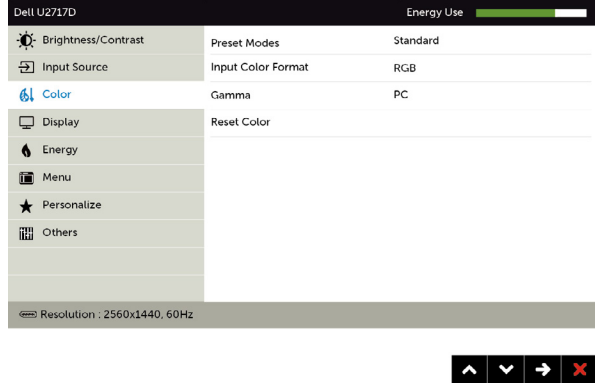 Dell U2717D Energy Use
Brightness/Contrast
Input Source
Color
Display
Energy
Menu
Personalize
Others
Preset Modes Standard
Input Color Format RGB
Gamma PC
Reset Color
Resolution : 2560x1440, 60Hz